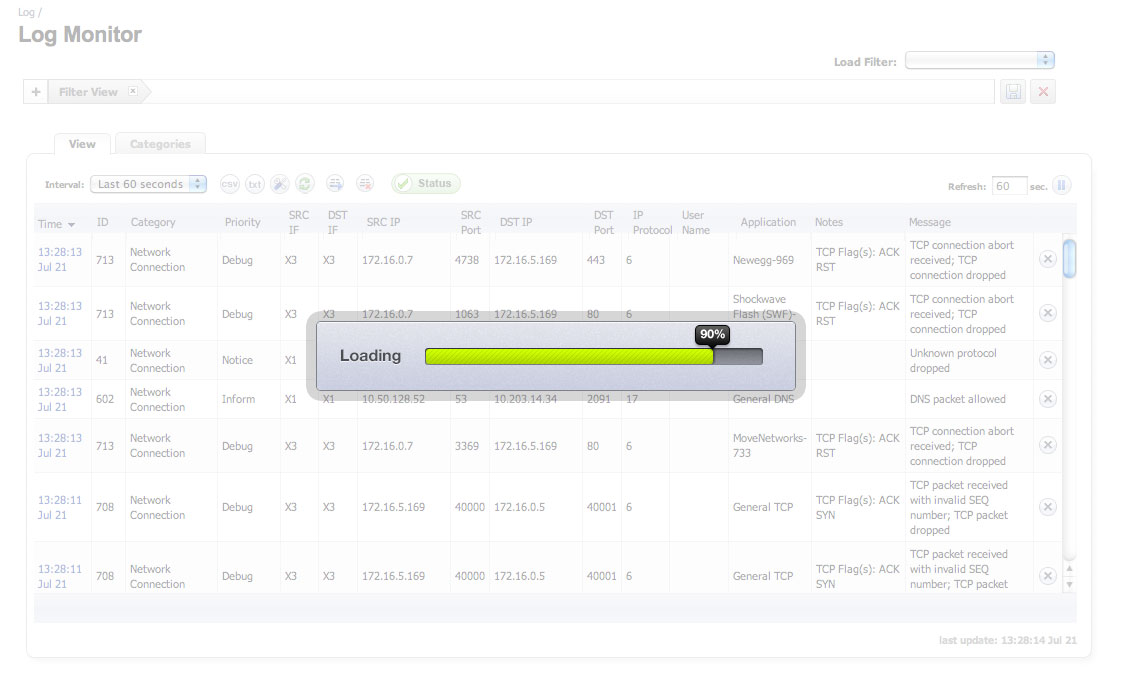 Log /
Log Monitor
Load Filter:
+ Filter View
View Categories
Interval: Last 60 seconds csv txt Status Refresh: 60 sec.
Time ID Category Priority SRC IF DST IF SRC IP SRC Port DST IP DST Port IP Protocol User Name Application Notes Message
13:28:13 Jul 21 713 Network Connection Debug X3 X3 172.16.0.7 4738 172.16.5.169 443 6 Newegg-969 TCP Flag(s): ACK RST TCP connection abort received; TCP connection dropped
13:28:13 Jul 21 713 Network Connection Debug X3 X3 172.16.0.7 1063 172.16.5.169 80 6 Shockwave Flash (SWF)- TCP Flag(s): ACK RST TCP connection abort received; TCP connection dropped
Loading 90%
13:28:13 Jul 21 41 Network Connection Notice X1 Unknown protocol dropped
13:28:13 Jul 21 602 Network Connection Inform X1 X1 10.50.128.52 53 10.203.14.34 2091 17 General DNS DNS packet allowed
13:28:13 Jul 21 713 Network Connection Debug X3 X3 172.16.0.7 3369 172.16.5.169 80 6 MoveNetworks-733 TCP Flag(s): ACK RST TCP connection abort received; TCP connection dropped
13:28:11 Jul 21 708 Network Connection Debug X3 X3 172.16.5.169 40000 172.16.0.5 40001 6 General TCP TCP Flag(s): ACK SYN TCP packet received with invalid SEQ number; TCP packet dropped
13:28:11 Jul 21 708 Network Connection Debug X3 X3 172.16.5.169 40000 172.16.0.5 40001 6 General TCP TCP Flag(s): ACK SYN TCP packet received with invalid SEQ number; TCP packet
last update: 13:28:14 Jul 21